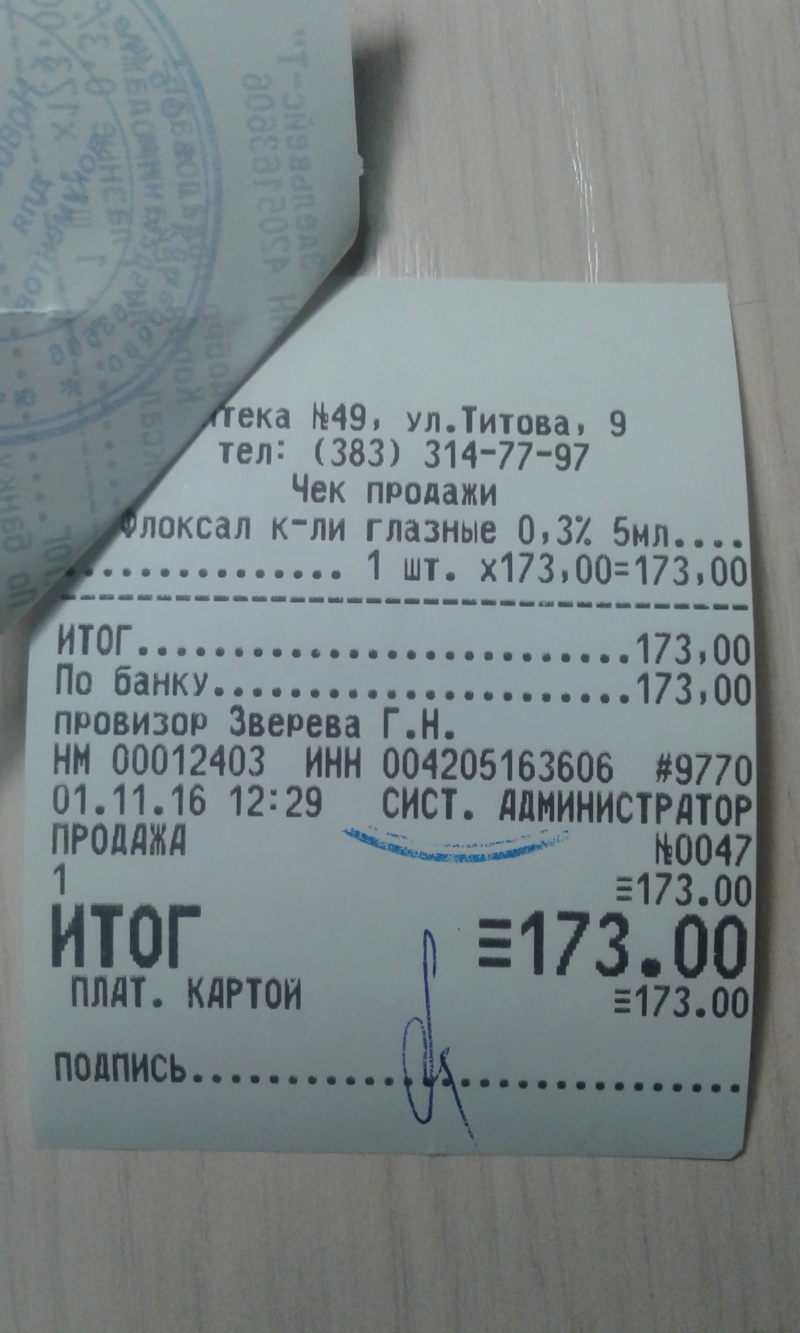 тека №49, ул.Титова, 9
тел: (383) 314-77-97
Чек продажи
Флоксал к-ли глазные 0,3% 5мл....
............... 1 шт. х173,00=173,00
ИТОГ...........................173,00
По банку.......................173,00
провизор Зверева Г.Н.
НМ 00012403 ИНН 004205163606 #9770
01.11.16 12:29 СИСТ. АДМИНИСТРАТОР
ПРОДАЖА №0047
1 ≡173.00
ИТОГ ≡173.00
ПЛАТ. КАРТОЙ ≡173.00
ПОДПИСЬ..............................